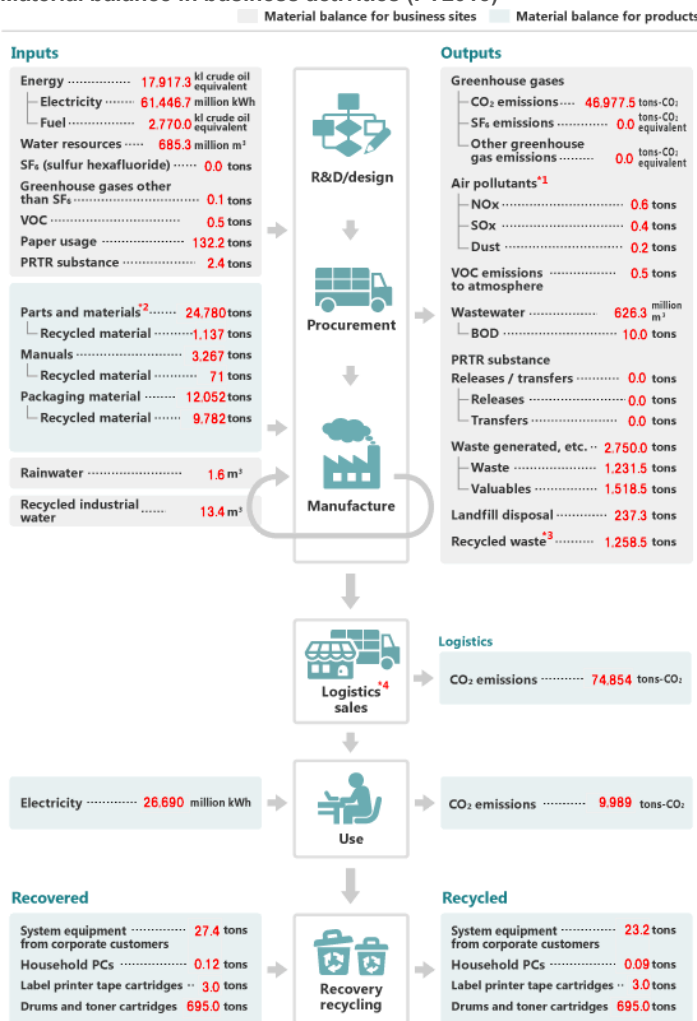 Material balance for business sites
Material balance for products
Inputs
Energy 17.917.3 kl crude oil equivalent
Electricity 61.446.7 million kWh
Fuel 2.770.0 kl crude oil equivalent
Water resources 685.3 million m³
SF₆ (sulfur hexafluoride) 0.0 tons
Greenhouse gases other
than SF₆ 0.1 tons
VOC 0.5 tons
Paper usage 132.2 tons
PRTR substance 2.4 tons
Parts and materials*2 24.780 tons
Recycled material 1.137 tons
Manuals 3.267 tons
Recycled material 71 tons
Packaging material 12.052 tons
Recycled material 9.782 tons
Rainwater 1.6 m³
Recycled industrial
water 13.4 m³
R&D/design
Procurement
Manufacture
Outputs
Greenhouse gases
CO₂ emissions 46.977.5 tons-CO₂
SF₆ emissions 0.0 tons-CO₂ equivalent
Other greenhouse
gas emissions 0.0 tons-CO₂ equivalent
Air pollutants*1
NOx 0.6 tons
SOx 0.4 tons
Dust 0.2 tons
VOC emissions 0.5 tons
to atmosphere
Wastewater 626.3 million m³
BOD 10.0 tons
PRTR substance
Releases / transfers 0.0 tons
Releases 0.0 tons
Transfers 0.0 tons
Waste generated, etc. 2.750.0 tons
Waste 1.231.5 tons
Valuables 1.518.5 tons
Landfill disposal 237.3 tons
Recycled waste*3 1.258.5 tons
Logistics*4
sales
Logistics
CO₂ emissions 74.854 tons-CO₂
Electricity 26.690 million kWh
Use
CO₂ emissions 9.989 tons-CO₂
Recovered
System equipment 27.4 tons
from corporate customers
Household PCs 0.12 tons
Label printer tape cartridges 3.0 tons
Drums and toner cartridges 695.0 tons
Recovery
recycling
Recycled
System equipment 23.2 tons
from corporate customers
Household PCs 0.09 tons
Label printer tape cartridges 3.0 tons
Drums and toner cartridges 695.0 tons